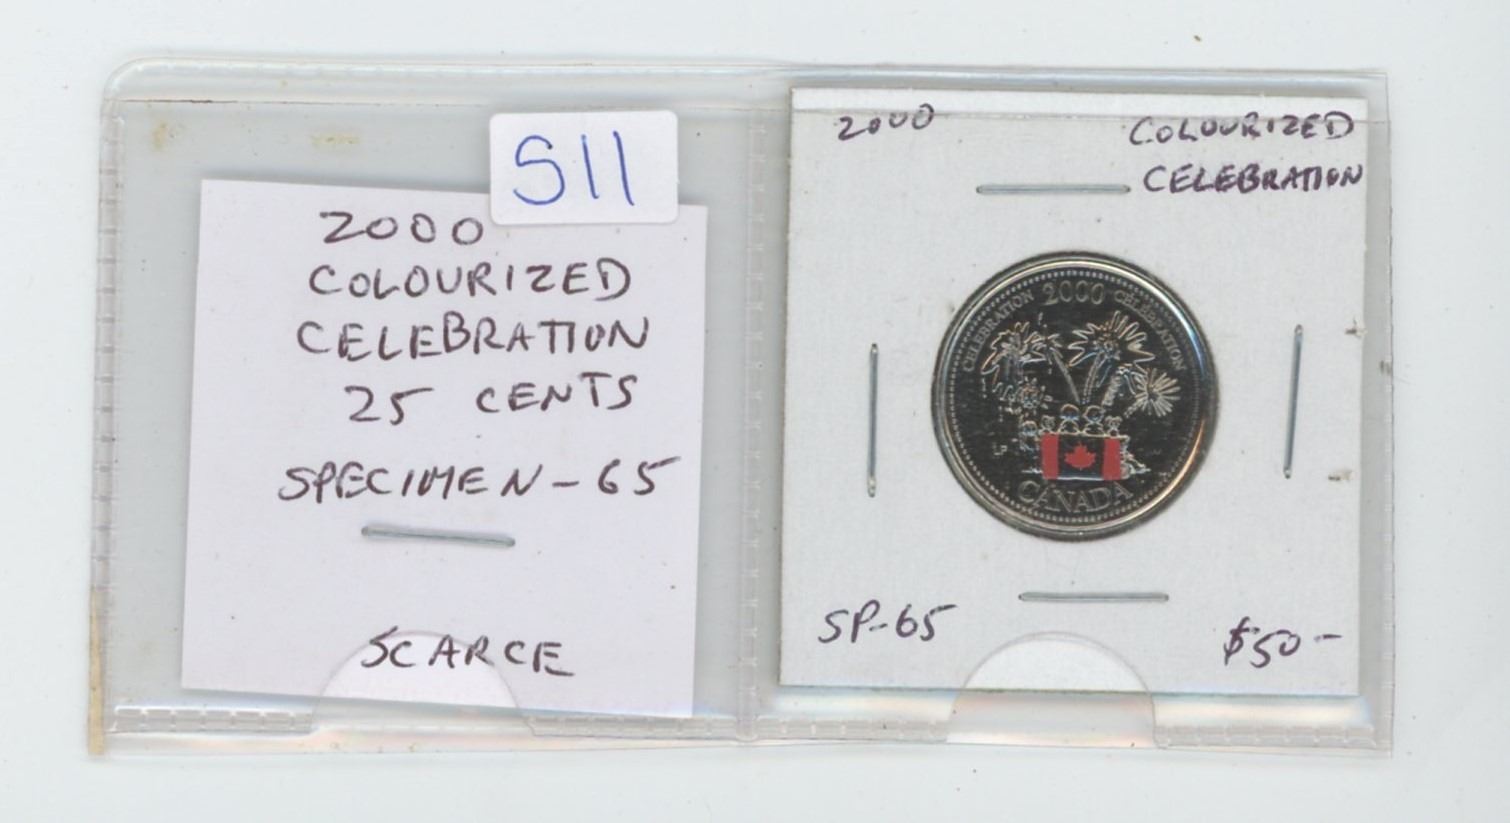 S11
2000
COLOURIZED
CELEBRATION
25 CENTS
SPECIMEN-65
SCARCE
2000 COLOURIZED
CELEBRATION
CELEBRATION 2000 CÉLÉBRATION
LP
CANADA
SP-65 $50-